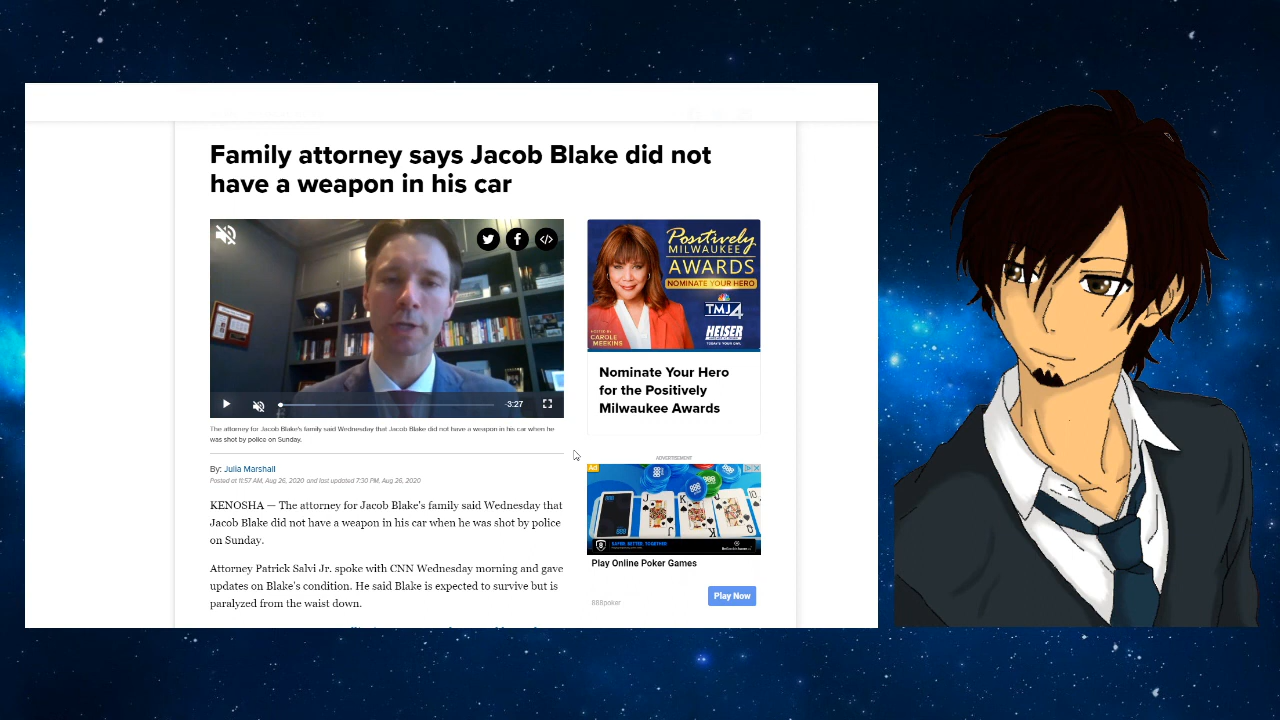 Family attorney says Jacob Blake did not
have a weapon in his car
-3:27
The attorney for Jacob Blake's family said Wednesday that Jacob Blake did not have a weapon in his car when he
was shot by police on Sunday.
By: Julia Marshall
Posted at 11:57 AM, Aug 26, 2020 and last updated 7:30 PM, Aug 26, 2020
KENOSHA — The attorney for Jacob Blake's family said Wednesday that
Jacob Blake did not have a weapon in his car when he was shot by police
on Sunday.
Attorney Patrick Salvi Jr. spoke with CNN Wednesday morning and gave
updates on Blake's condition. He said Blake is expected to survive but is
paralyzed from the waist down.
Positively
MILWAUKEE
AWARDS
NOMINATE YOUR HERO
TMJ4
HEISER
HOSTED BY
CAROLE
MEEKINS
Nominate Your Hero
for the Positively
Milwaukee Awards
ADVERTISEMENT
Ad
888
J
K
SAFER BETTER TOGETHER
Play Online Poker Games
888poker
Play Now